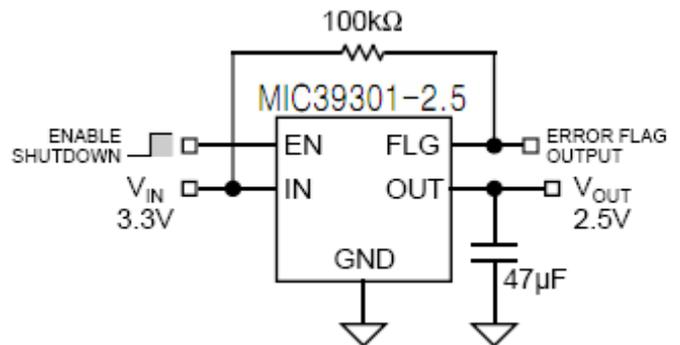 100kΩ
MIC39301-2.5
ENABLE
SHUTDOWN
EN
FLG
ERROR FLAG
OUTPUT
VIN
3.3V
IN
OUT
VOUT
2.5V
GND
47µF